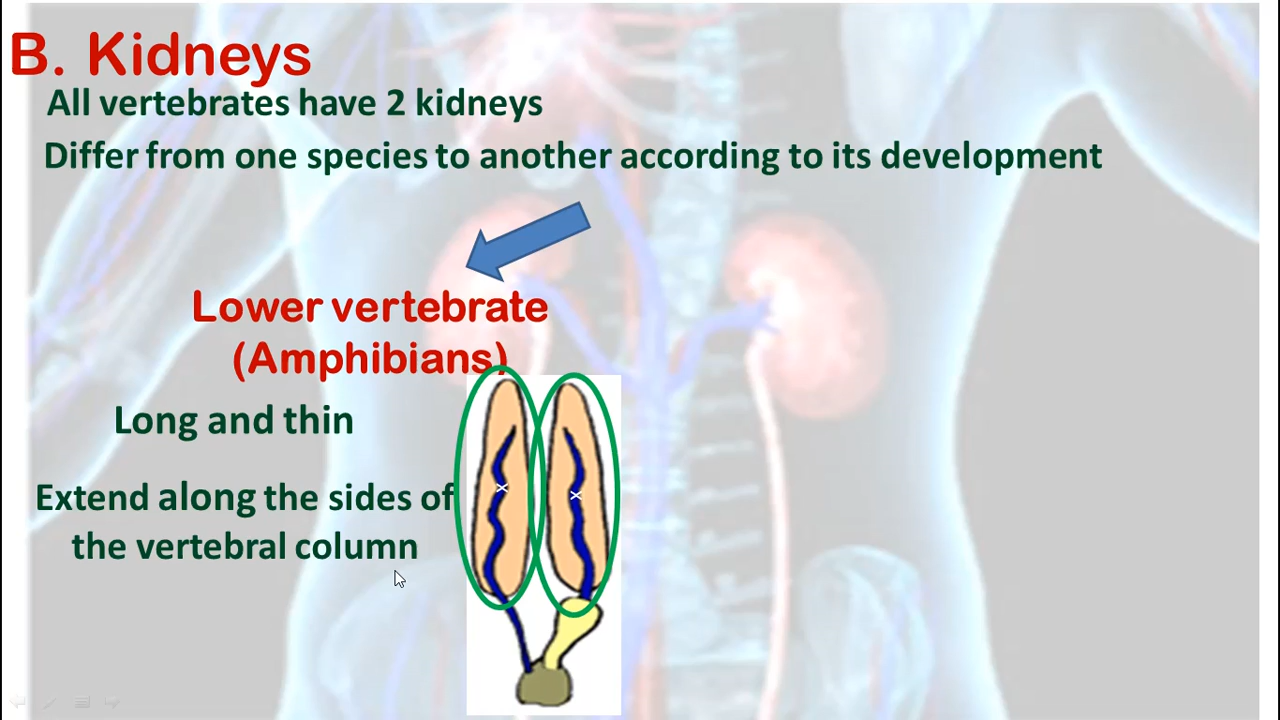 B. Kidneys
All vertebrates have 2 kidneys
Differ from one species to another according to its development
Lower vertebrate
(Amphibians)
Long and thin
Extend along the sides of
the vertebral column
x
x